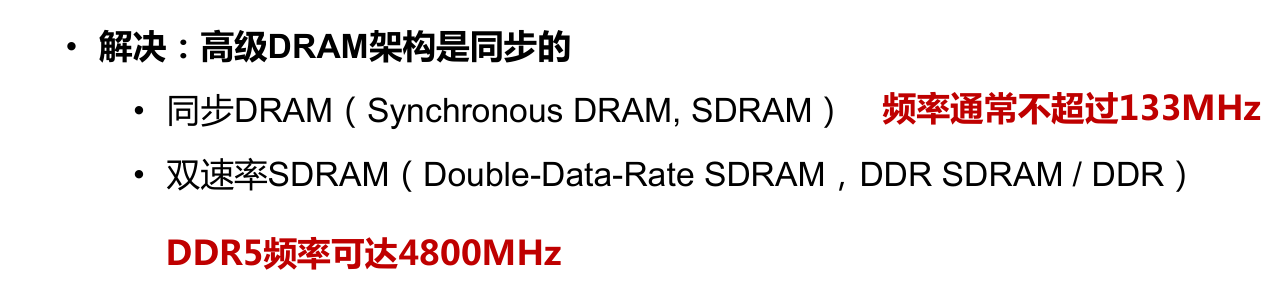 • 解决：高级DRAM架构是同步的
• 同步DRAM（Synchronous DRAM, SDRAM） 频率通常不超过133MHz
• 双速率SDRAM（Double-Data-Rate SDRAM，DDR SDRAM / DDR）
DDR5频率可达4800MHz